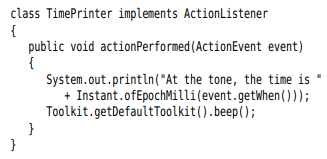 class TimePrinter implements ActionListener
{
   public void actionPerformed(ActionEvent event)
   {
      System.out.println("At the tone, the time is "
         + Instant.ofEpochMilli(event.getWhen()));
      Toolkit.getDefaultToolkit().beep();
   }
}